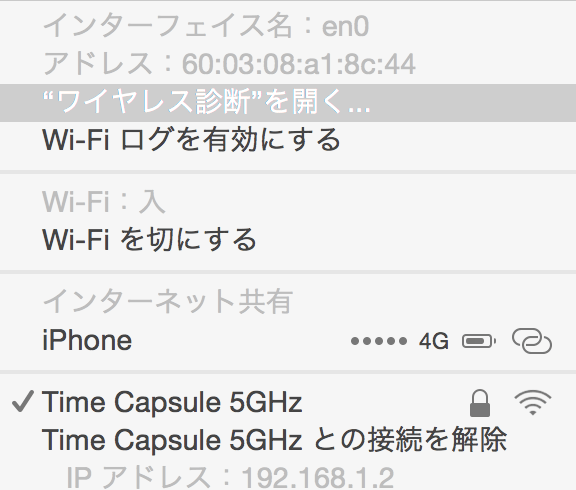 インターフェイス名：en0
アドレス：60:03:08:a1:8c:44
“ワイヤレス診断”を開く...
Wi-Fi ログを有効にする
Wi-Fi：入
Wi-Fi を切にする
インターネット共有
iPhone 4G
Time Capsule 5GHz
Time Capsule 5GHz との接続を解除
IP アドレス：192.168.1.2